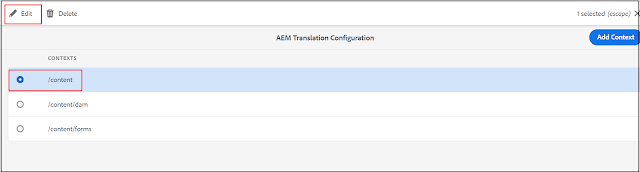 Edit Delete 1 selected (escape)
AEM Translation Configuration Add Context
CONTEXTS
/content
/content/dam
/content/forms